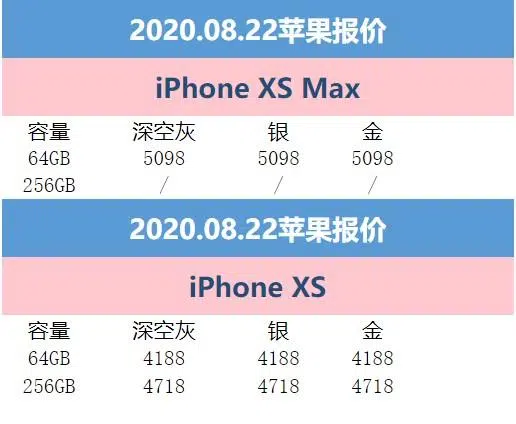 2020.08.22苹果报价
iPhone XS Max
容量 深空灰 银 金
64GB 5098 5098 5098
256GB / / /
2020.08.22苹果报价
iPhone XS
容量 深空灰 银 金
64GB 4188 4188 4188
256GB 4718 4718 4718